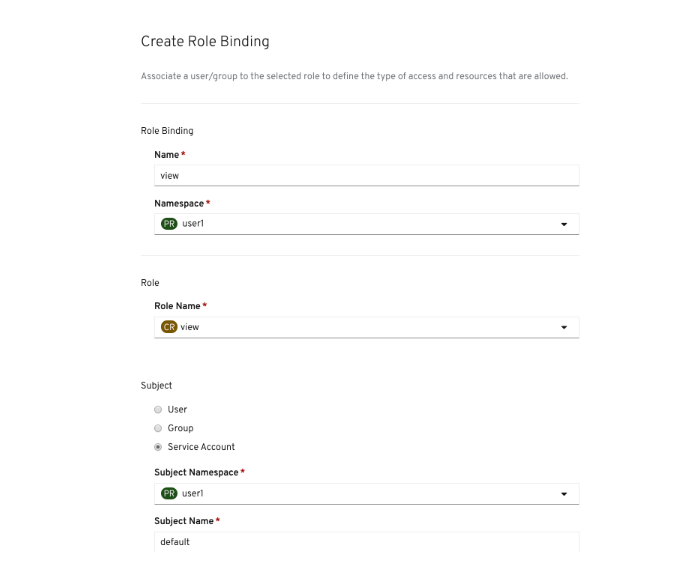 Create Role Binding
Associate a user/group to the selected role to define the type of access and resources that are allowed.
Role Binding
Name *
view
Namespace *
PR user1
Role
Role Name *
CR view
Subject
User
Group
Service Account
Subject Namespace *
PR user1
Subject Name *
default